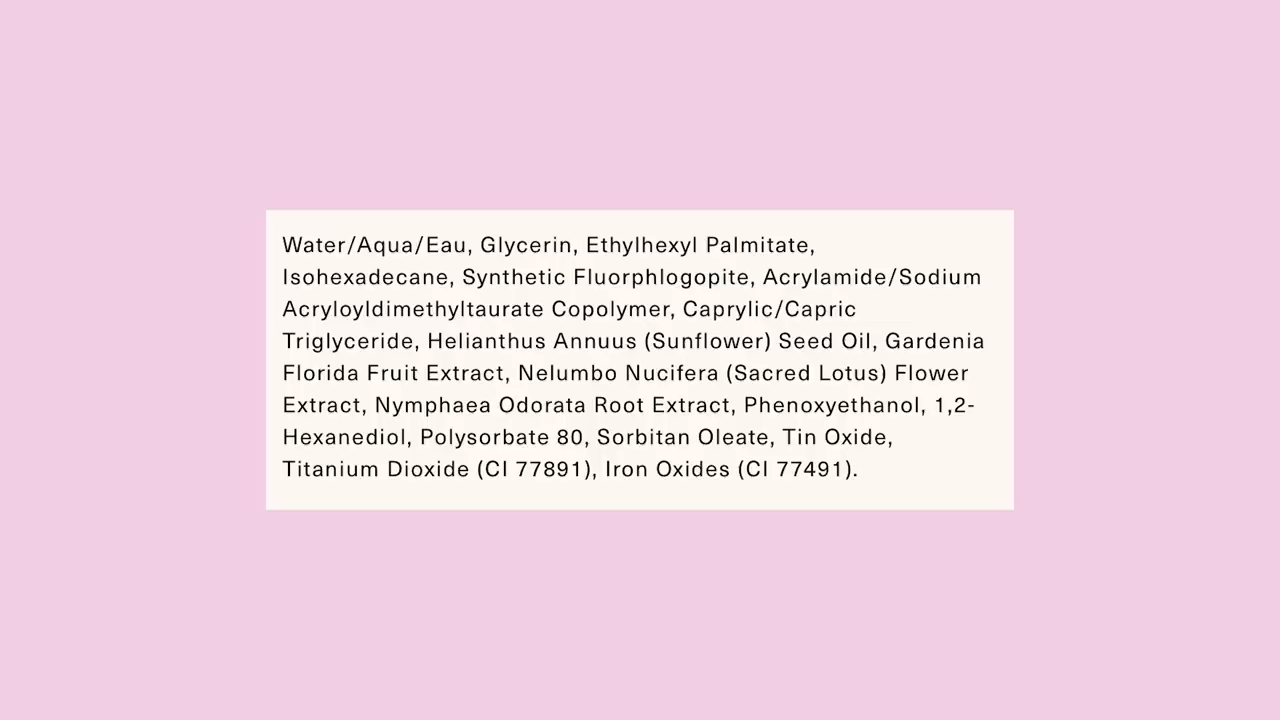 Water/Aqua/Eau, Glycerin, Ethylhexyl Palmitate,
Isohexadecane, Synthetic Fluorphlogopite, Acrylamide/Sodium
Acryloyldimethyltaurate Copolymer, Caprylic/Capric
Triglyceride, Helianthus Annuus (Sunflower) Seed Oil, Gardenia
Florida Fruit Extract, Nelumbo Nucifera (Sacred Lotus) Flower
Extract, Nymphaea Odorata Root Extract, Phenoxyethanol, 1,2-
Hexanediol, Polysorbate 80, Sorbitan Oleate, Tin Oxide,
Titanium Dioxide (CI 77891), Iron Oxides (CI 77491).